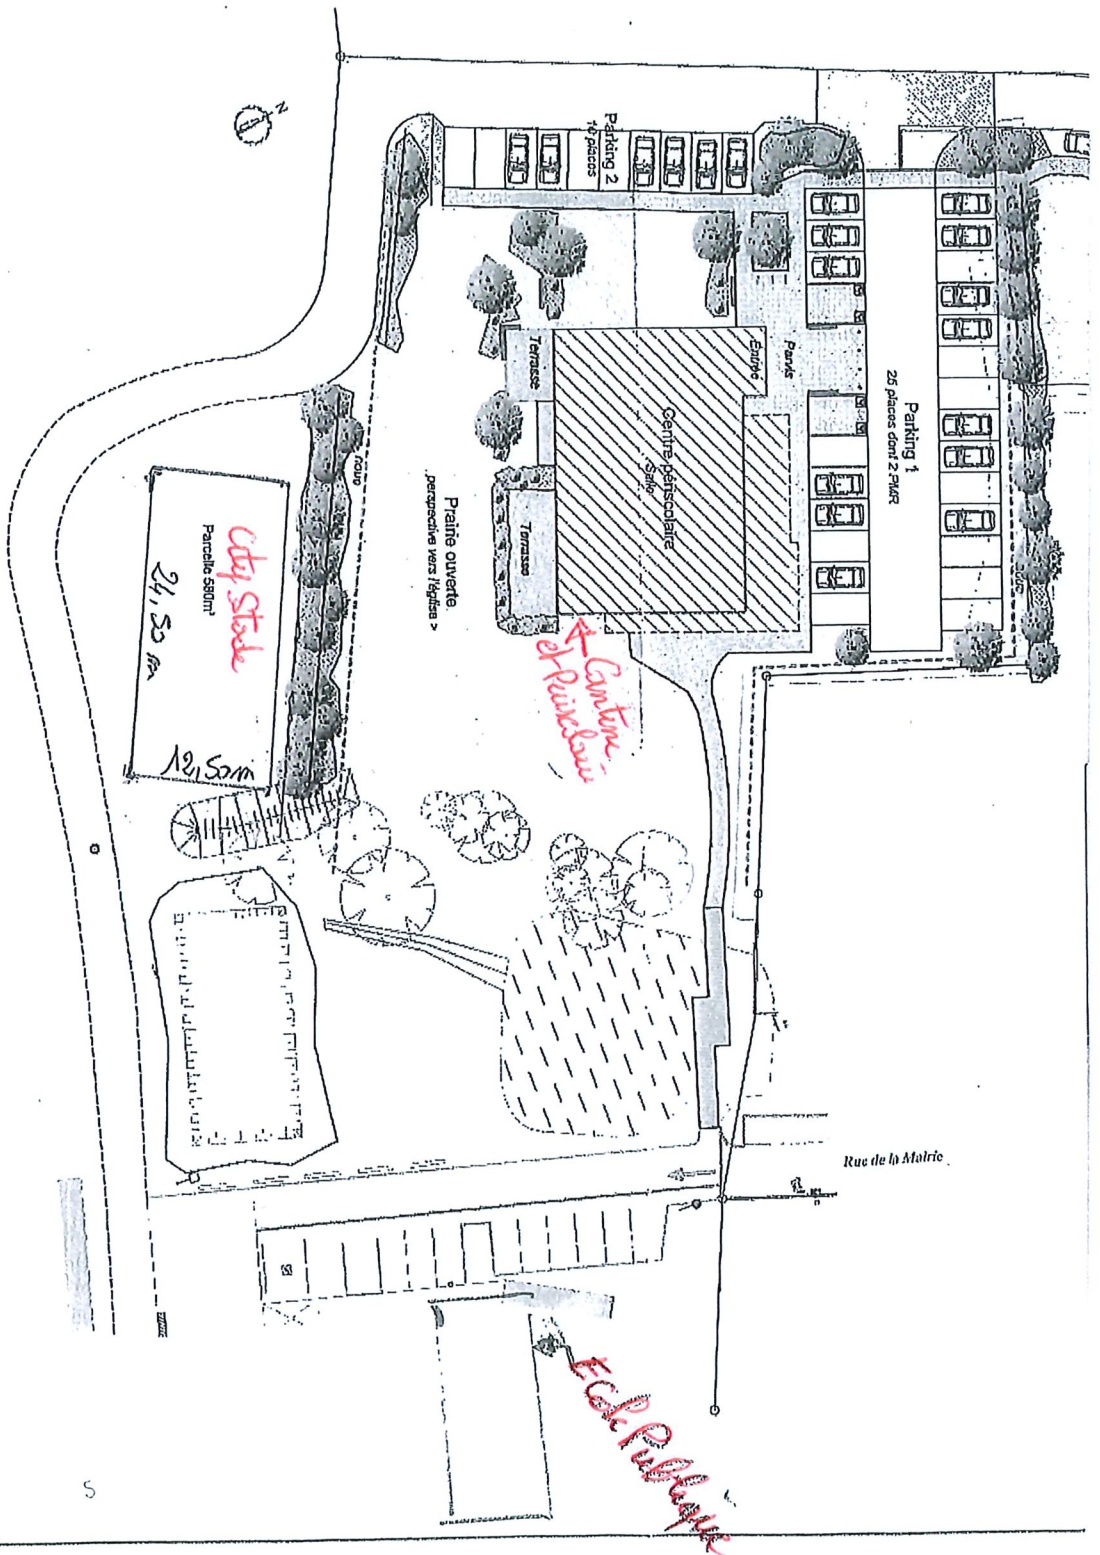 N
Parking 2
10 places
Parking 1
25 places dont 2 PMR
Parvis
Entrée
Terrasse
Centre périscolaire
Salle
Terrasse
noue
Prairie ouverte
perspective vers l'église >
City Stade
Parcelle 580m²
24,50 m
12,50m
Cantine
et
Rue de la Mairie
Ecole Publique
5